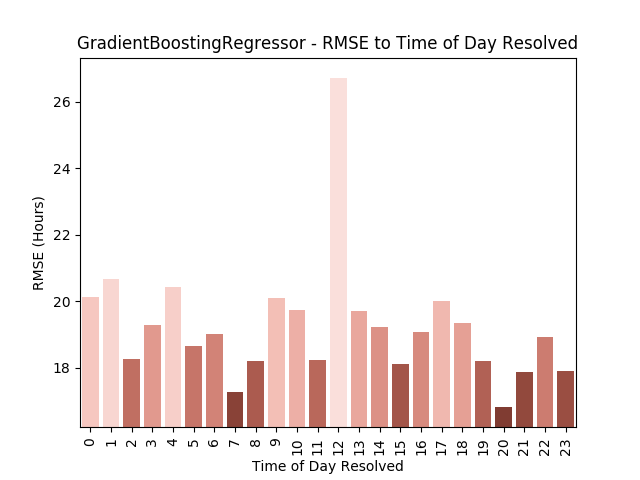 GradientBoostingRegressor - RMSE to Time of Day Resolved
26
24
22
20
18
RMSE (Hours)
0 1 2 3 4 5 6 7 8 9 10 11 12 13 14 15 16 17 18 19 20 21 22 23
Time of Day Resolved